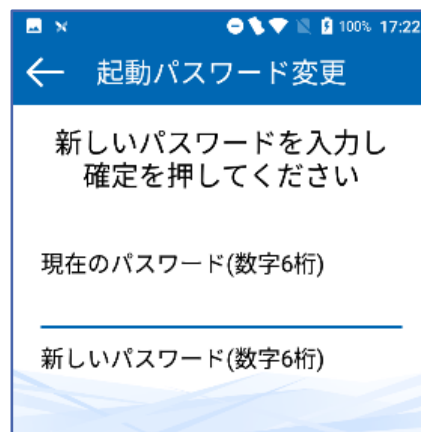 100% 17:22
起動パスワード変更
新しいパスワードを入力し
確定を押してください
現在のパスワード(数字6桁)
新しいパスワード(数字6桁)